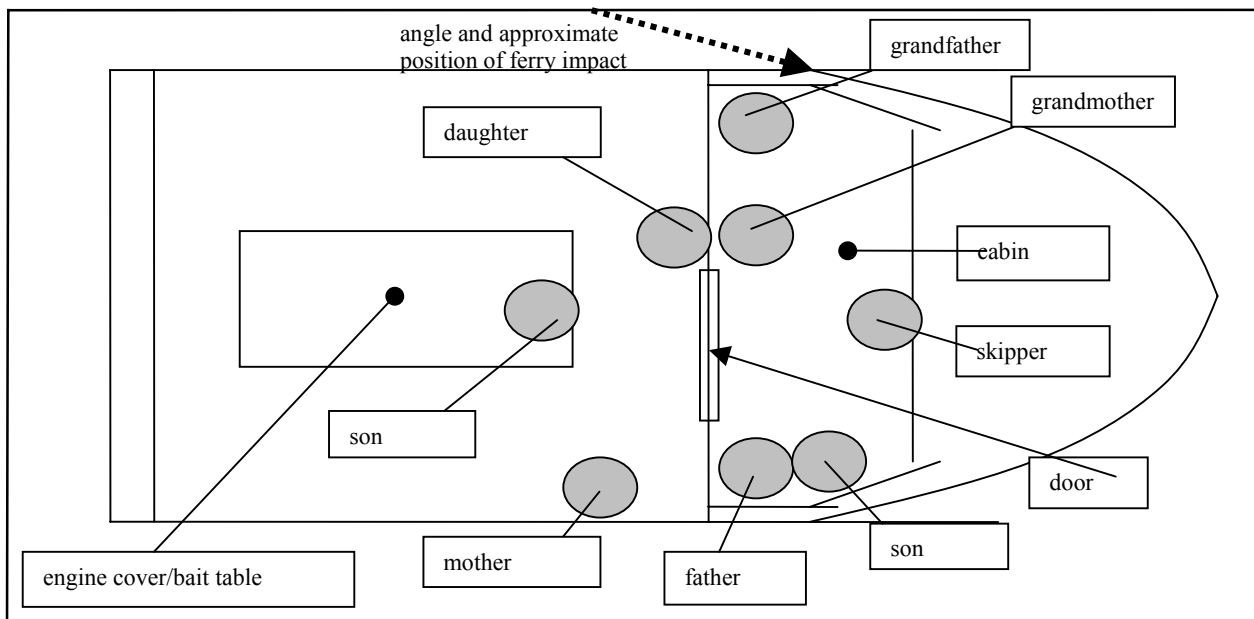 angle and approximate
position of ferry impact
grandfather
grandmother
daughter
cabin
skipper
son
door
mother
son
father
engine cover/bait table